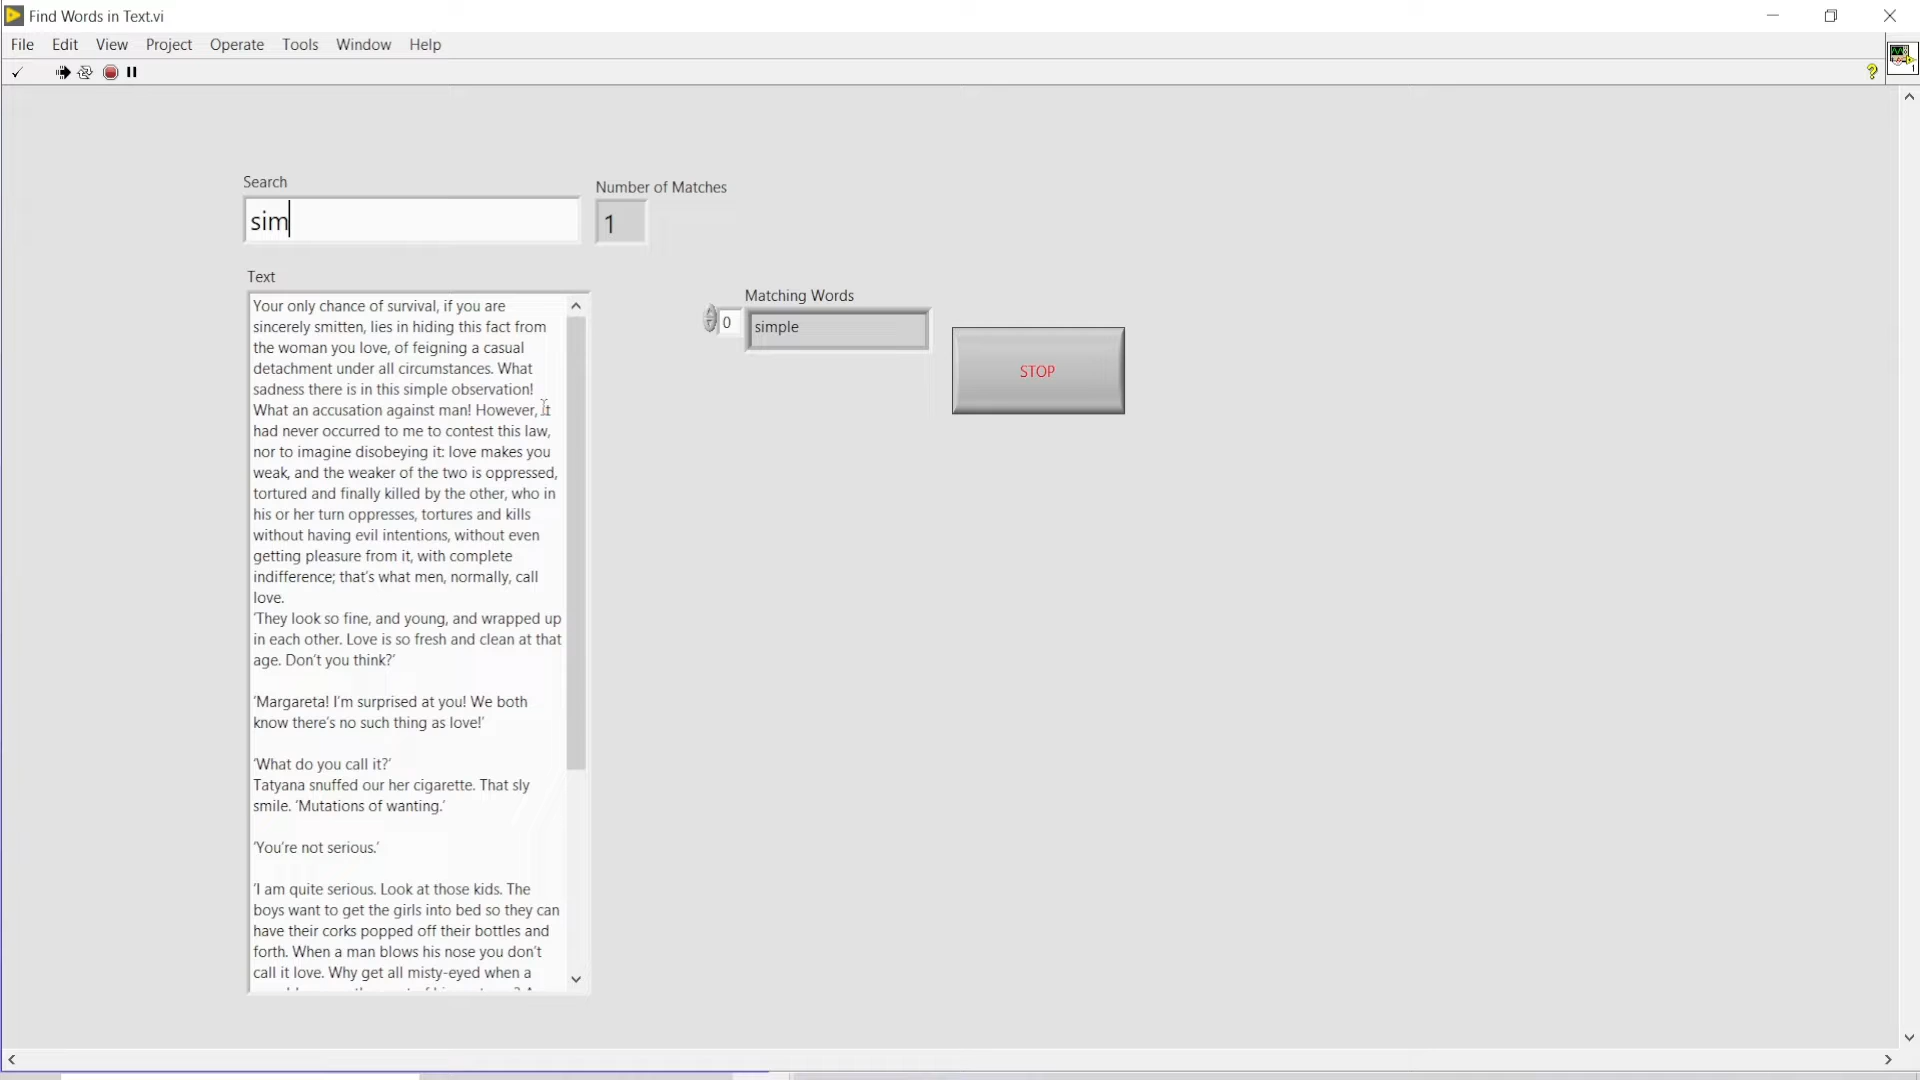 Find Words in Text.vi
File Edit View Project Operate Tools Window Help
Search
sim
Number of Matches
1
Text
Your only chance of survival, if you are
sincerely smitten, lies in hiding this fact from
the woman you love, of feigning a casual
detachment under all circumstances. What
sadness there is in this simple observation!
What an accusation against man! However, it
had never occurred to me to contest this law,
nor to imagine disobeying it: love makes you
weak, and the weaker of the two is oppressed,
tortured and finally killed by the other, who in
his or her turn oppresses, tortures and kills
without having evil intentions, without even
getting pleasure from it, with complete
indifference; that's what men, normally, call
love.
'They look so fine, and young, and wrapped up
in each other. Love is so fresh and clean at that
age. Don't you think?'
'Margareta! I'm surprised at you! We both
know there's no such thing as love!'
'What do you call it?'
Tatyana snuffed our her cigarette. That sly
smile. 'Mutations of wanting.'
'You're not serious.'
'I am quite serious. Look at those kids. The
boys want to get the girls into bed so they can
have their corks popped off their bottles and
forth. When a man blows his nose you don't
call it love. Why get all misty-eyed when a
Matching Words
0
simple
STOP
?
1